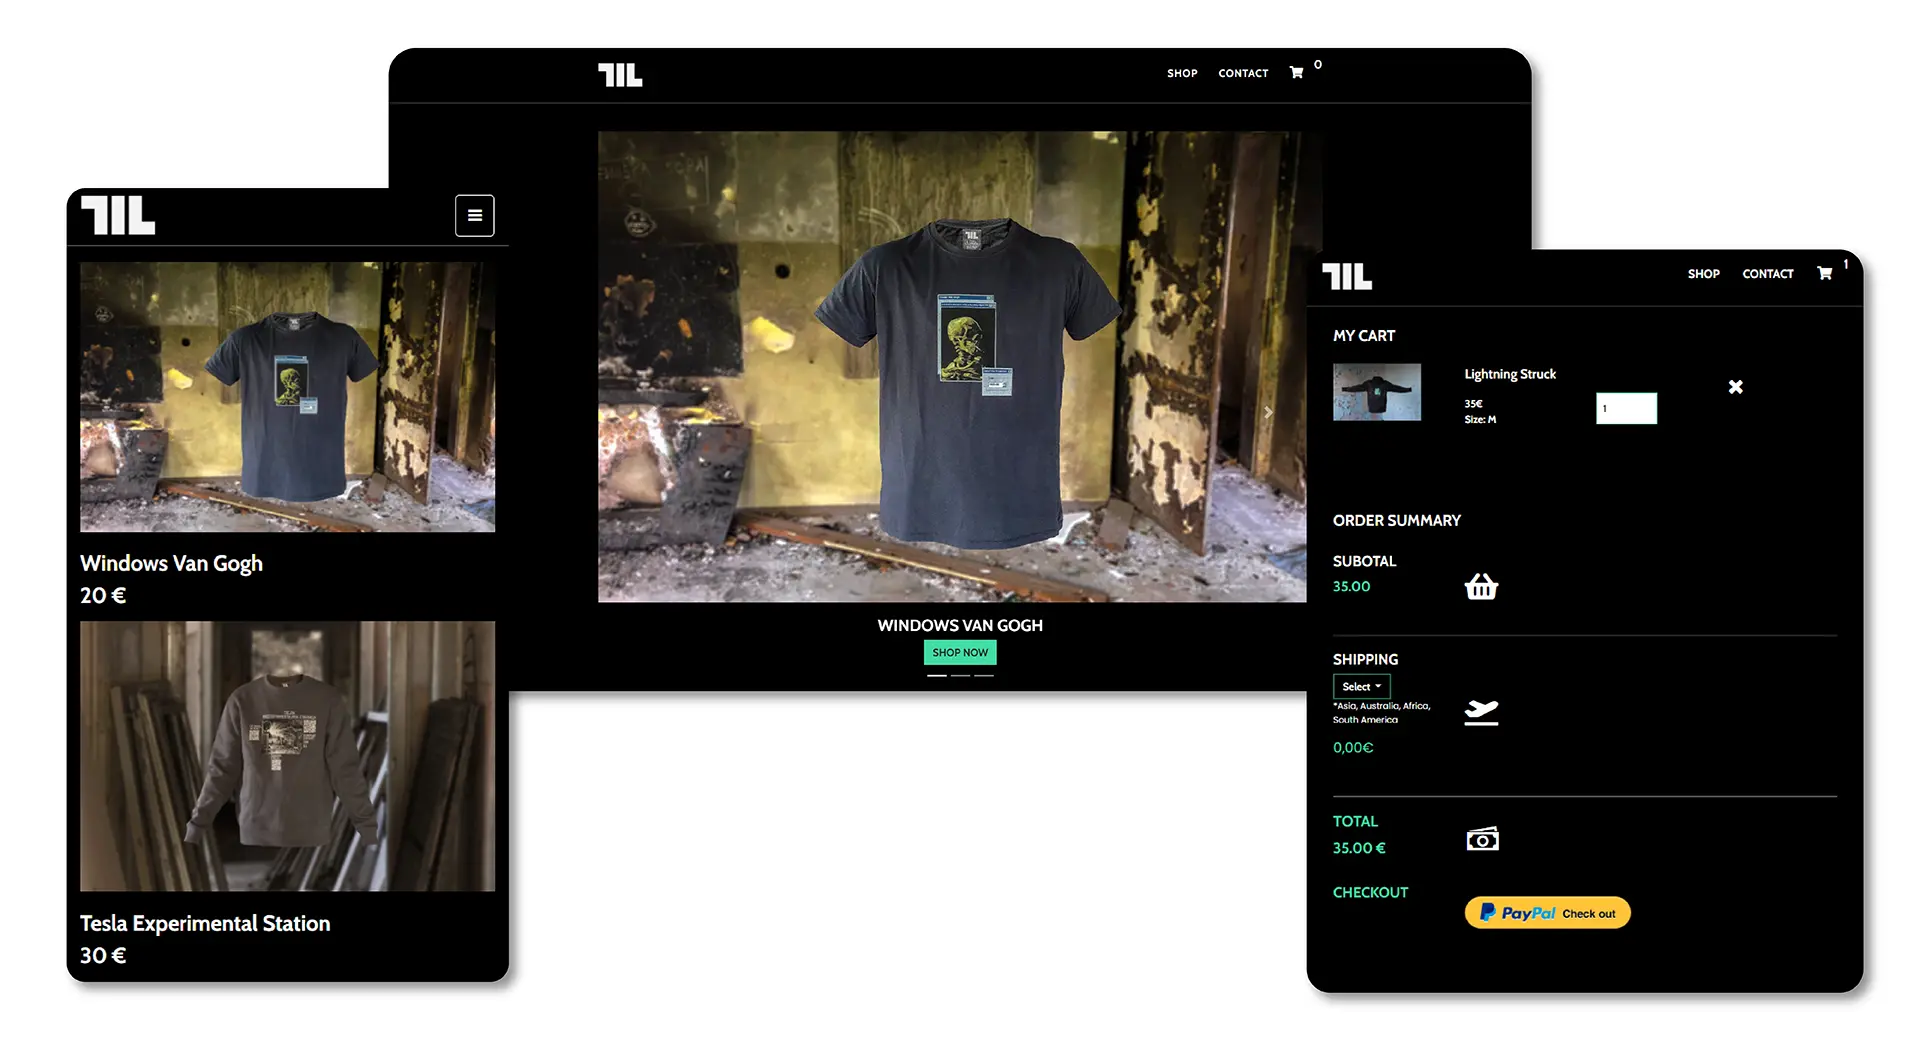 TIL
SHOP CONTACT 0
WINDOWS VAN GOGH
SHOP NOW
TIL
Windows Van Gogh
20 €
Tesla Experimental Station
30 €
TIL
SHOP CONTACT 1
MY CART
Lightning Struck
35€
Size: M
1
ORDER SUMMARY
SUBOTAL
35.00
SHIPPING
Select
*Asia, Australia, Africa,
South America
0,00€
TOTAL
35.00 €
CHECKOUT
PayPal Check out